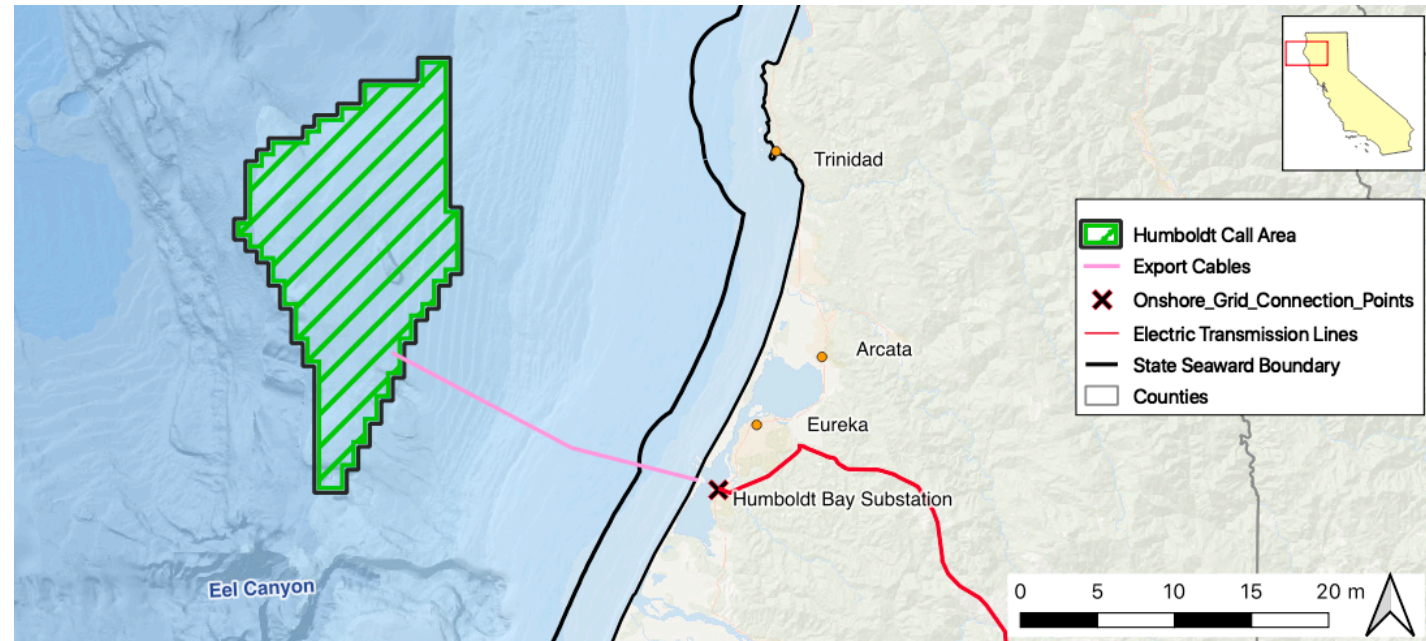 Trinidad
Humboldt Call Area
Export Cables
Onshore_Grid_Connection_Points
Electric Transmission Lines
State Seaward Boundary
Counties
Arcata
Eureka
Humboldt Bay Substation
Eel Canyon
0 5 10 15 20 m